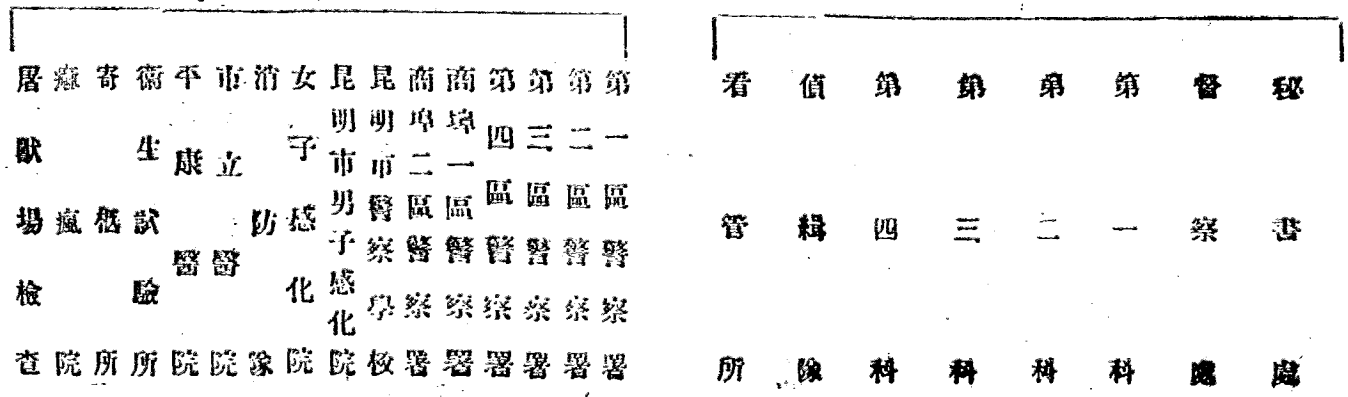 秘書處
督察處
第一科
第二科
第三科
第四科
偵緝隊
看管所
第一區警察署
第二區警察署
第三區警察署
第四區警察署
商埠一區警察署
商埠二區警察署
昆明市警察學校
昆明市男子感化院
女子感化院
消防隊
市立醫院
平康醫院
衞生試驗所
寄柩所
瘋院
屠獸場檢查